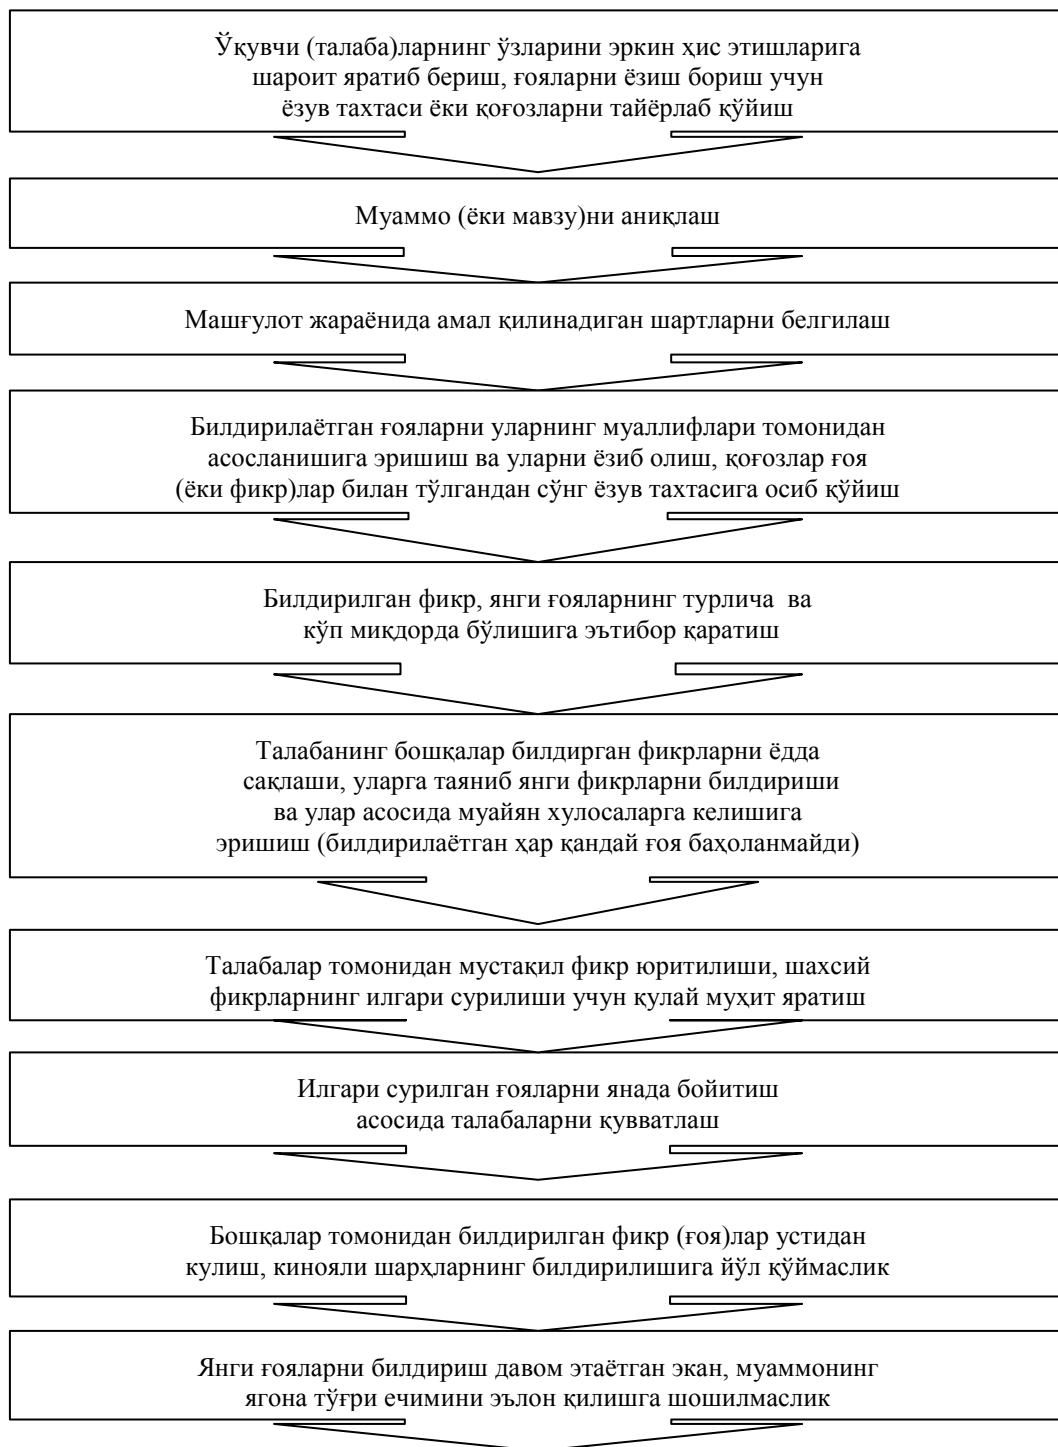 Ўқувчи (талаба)ларнинг ўзларини эркин ҳис этишларига
шароит яратиб бериш, ғояларни ёзиш бориш учун
ёзув тахтаси ёки қоғозларни тайёрлаб қўйиш
Муаммо (ёки мавзу)ни аниқлаш
Машғулот жараёнида амал қилинадиган шартларни белгилаш
Билдирилаётган ғояларни уларнинг муаллифлари томонидан
асосланишига эришиш ва уларни ёзиб олиш, қоғозлар ғоя
(ёки фикр)лар билан тўлгандан сўнг ёзув тахтасига осиб қўйиш
Билдирилган фикр, янги ғояларнинг турлича ва
кўп миқдорда бўлишига эътибор қаратиш
Талабанинг бошқалар билдирган фикрларни ёдда
сақлаши, уларга таяниб янги фикрларни билдириши
ва улар асосида муайян хулосаларга келишига
эришиш (билдирилаётган ҳар қандай ғоя баҳоланмайди)
Талабалар томонидан мустақил фикр юритилиши, шахсий
фикрларнинг илгари сурилиши учун қулай муҳит яратиш
Илгари сурилган ғояларни янада бойитиш
асосида талабаларни қувватлаш
Бошқалар томонидан билдирилган фикр (ғоя)лар устидан
кулиш, кинояли шарҳларнинг билдирилишига йўл қўймаслик
Янги ғояларни билдириш давом этаётган экан, муаммонинг
ягона тўғри ечимини эълон қилишга шошилмаслик